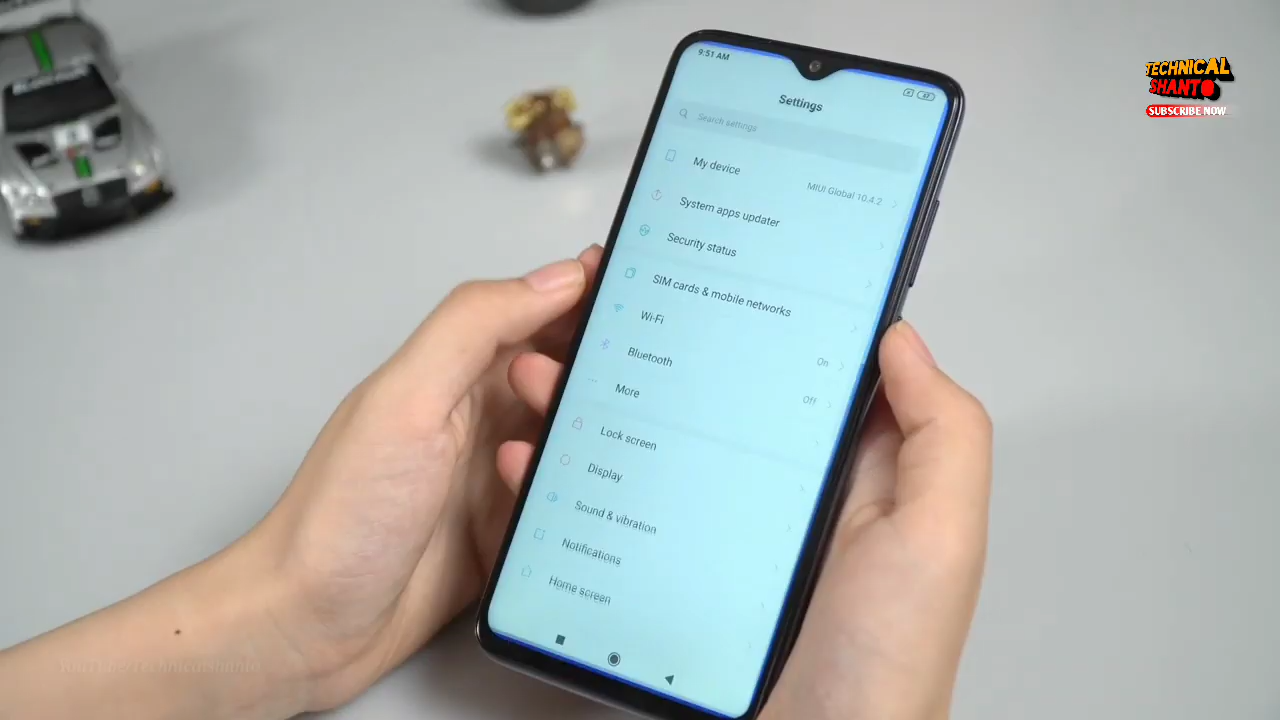 9:51 AM
Settings
Search settings
My device
MIUI Global 10.4.2
System apps updater
Security status
SIM cards & mobile networks
Wi-Fi
On
Bluetooth
Off
More
Lock screen
Display
Sound & vibration
Notifications
Home screen
TECHNICAL
SHANTO
SUBSCRIBE NOW